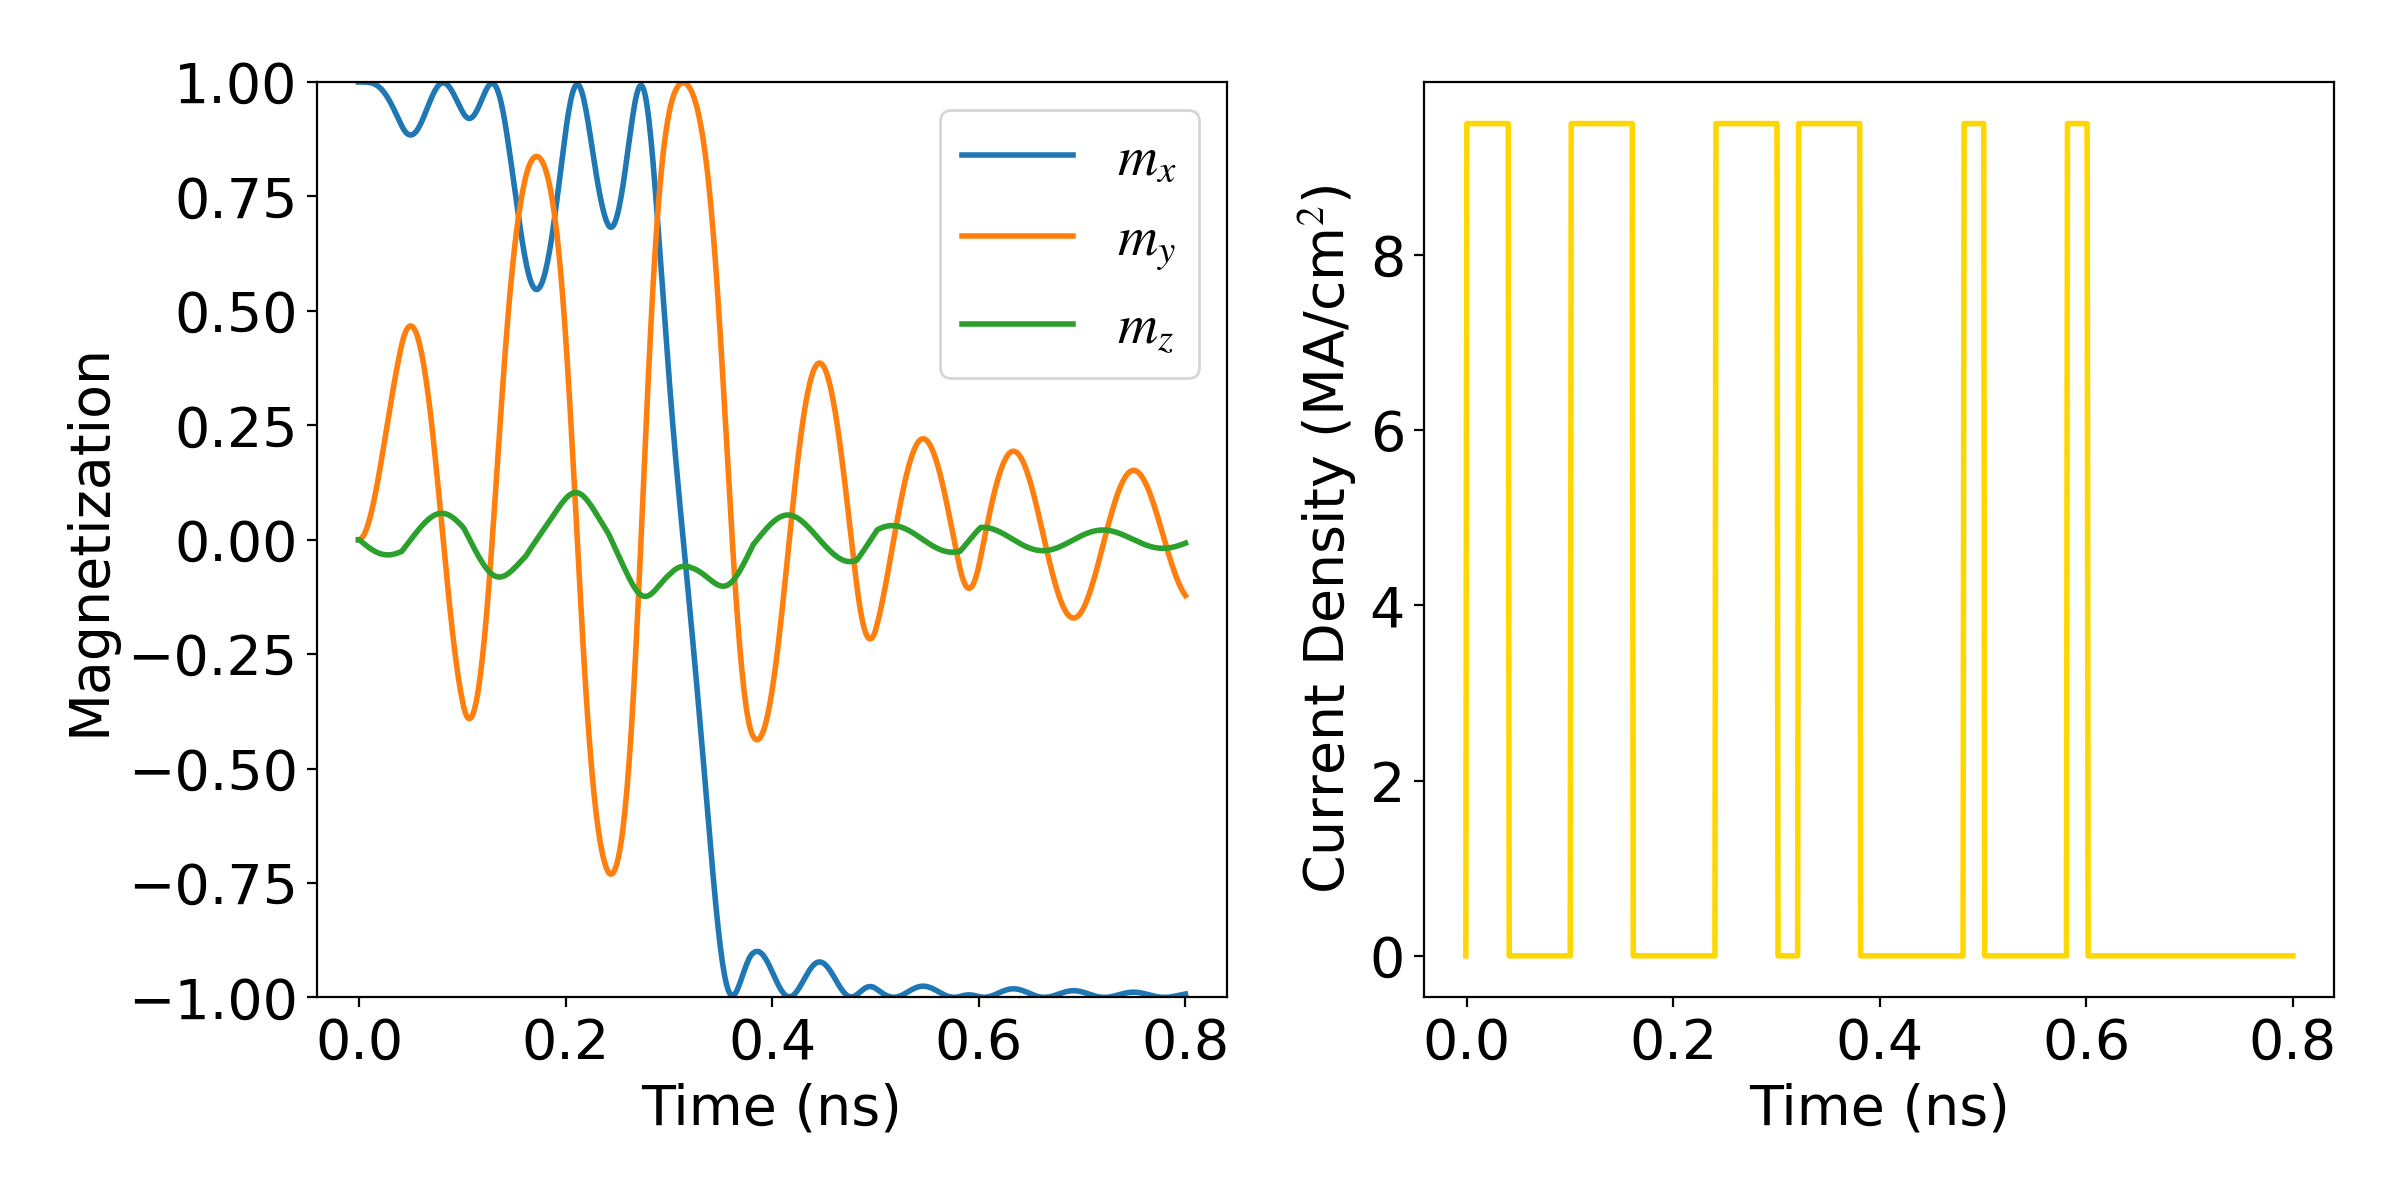 Magnetization
1.00
0.75
0.50
0.25
0.00
−0.25
−0.50
−0.75
−1.00
0.0 0.2 0.4 0.6 0.8
Time (ns)
m_x
m_y
m_z
Current Density (MA/cm²)
8
6
4
2
0
0.0 0.2 0.4 0.6 0.8
Time (ns)